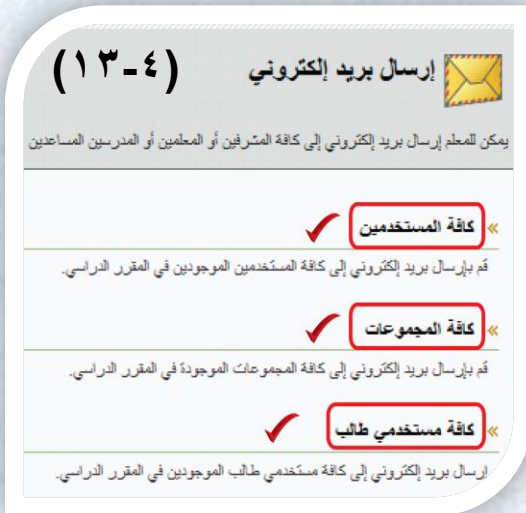 إرسال بريد إلكتروني (٤-١٣)
يمكن للمعلم إرسال بريد إلكتروني إلى كافة المشرفين أو المعلمين أو المدرسين المساعدين
» كافة المستخدمين
قم بإرسال بريد إلكتروني إلى كافة المستخدمين الموجودين في المقرر الدراسي.
» كافة المجموعات
قم بإرسال بريد إلكتروني إلى كافة المجموعات الموجودة في المقرر الدراسي.
» كافة مستخدمي طالب
إرسال بريد إلكتروني إلى كافة مستخدمي طالب الموجودين في المقرر الدراسي.